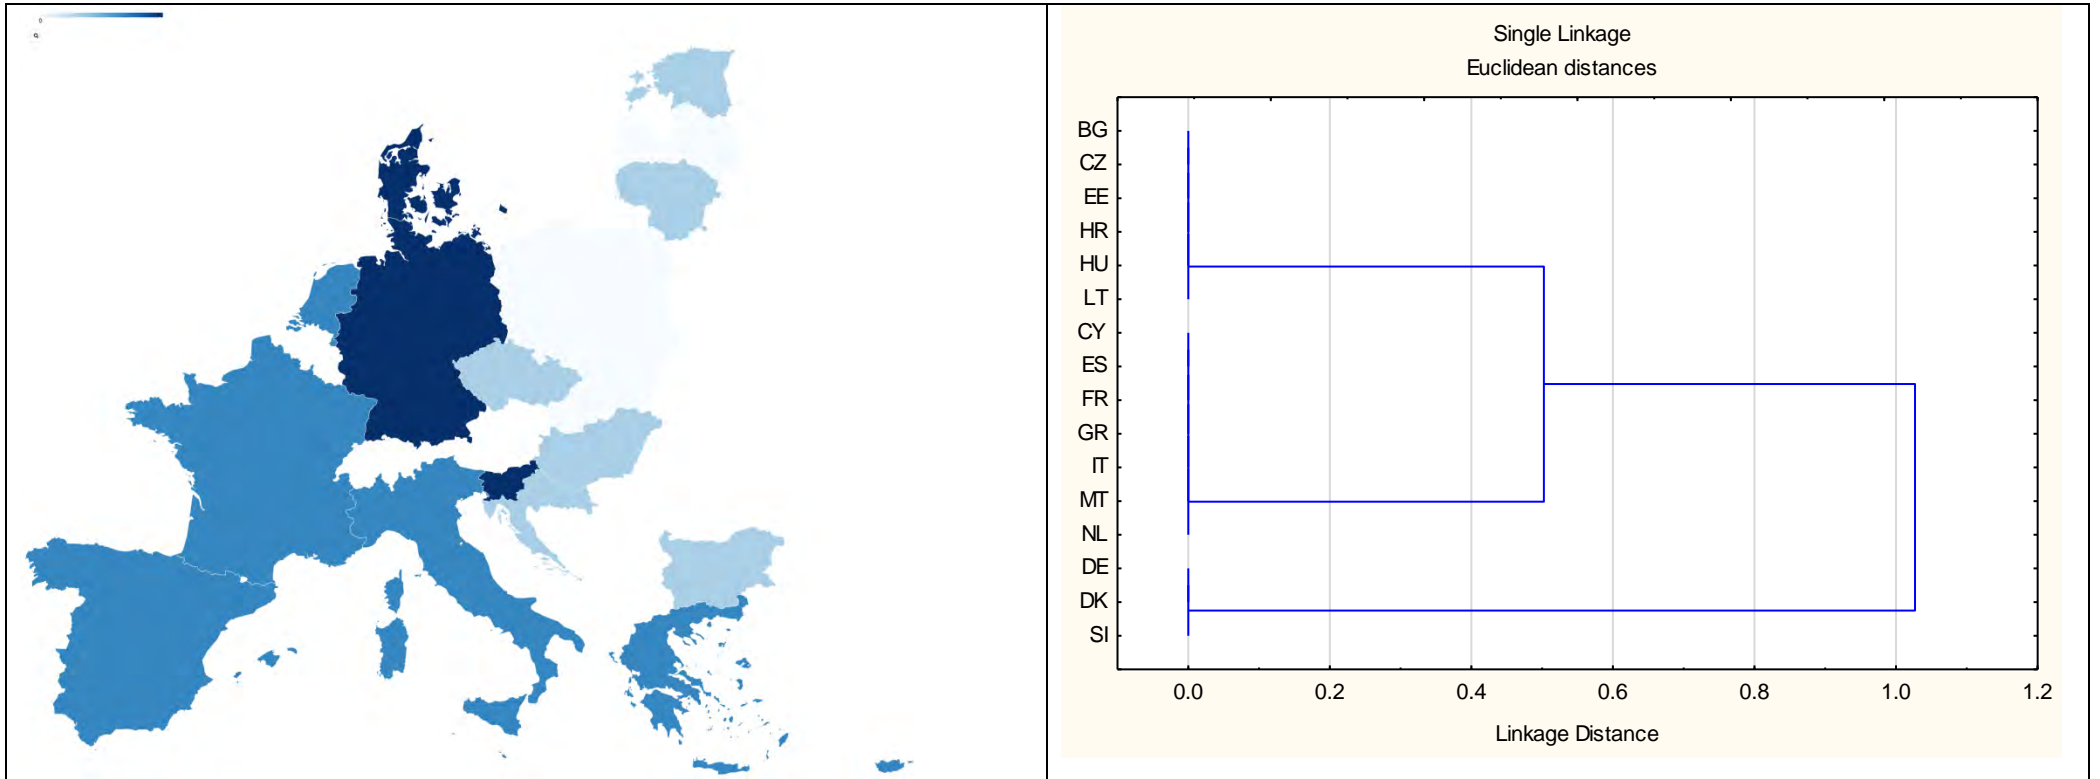 0
Single Linkage
Euclidean distances
BG
CZ
EE
HR
HU
LT
CY
ES
FR
GR
IT
MT
NL
DE
DK
SI
0.0 0.2 0.4 0.6 0.8 1.0 1.2
Linkage Distance